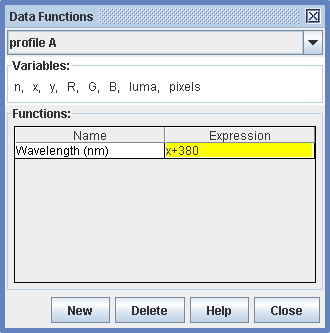 Data Functions
profile A
Variables:
n, x, y, R, G, B, luma, pixels
Functions:
Name Expression
Wavelength (nm) x+380
New Delete Help Close